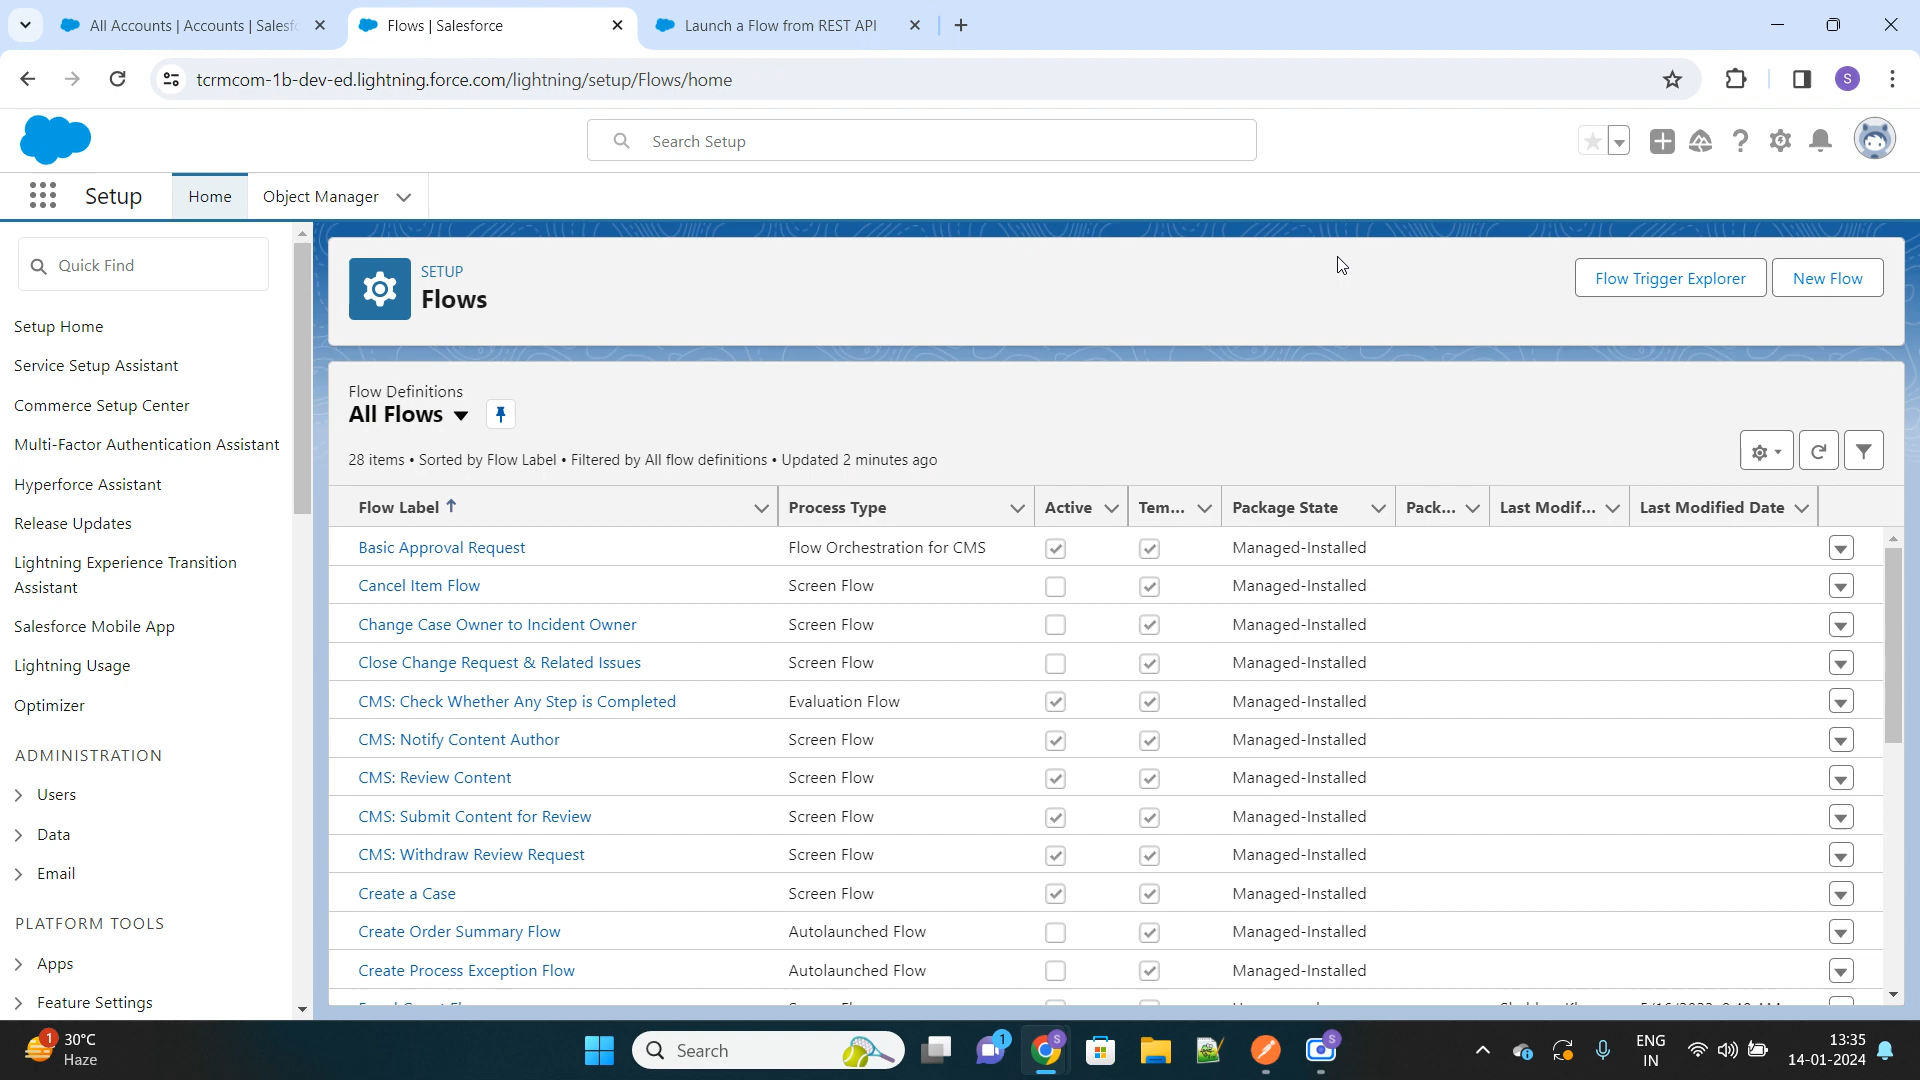 All Accounts | Accounts | Salesf
Flows | Salesforce
Launch a Flow from REST API
tcrmcom-1b-dev-ed.lightning.force.com/lightning/setup/Flows/home
S
Search Setup
Setup
Home
Object Manager
Quick Find
Setup Home
Service Setup Assistant
Commerce Setup Center
Multi-Factor Authentication Assistant
Hyperforce Assistant
Release Updates
Lightning Experience Transition
Assistant
Salesforce Mobile App
Lightning Usage
Optimizer
ADMINISTRATION
Users
Data
Email
PLATFORM TOOLS
Apps
Feature Settings
SETUP
Flows
Flow Trigger Explorer
New Flow
Flow Definitions
All Flows
28 items • Sorted by Flow Label • Filtered by All flow definitions • Updated 2 minutes ago
Flow Label Process Type Active Tem... Package State Pack... Last Modif... Last Modified Date
Basic Approval Request Flow Orchestration for CMS Managed-Installed
Cancel Item Flow Screen Flow Managed-Installed
Change Case Owner to Incident Owner Screen Flow Managed-Installed
Close Change Request & Related Issues Screen Flow Managed-Installed
CMS: Check Whether Any Step is Completed Evaluation Flow Managed-Installed
CMS: Notify Content Author Screen Flow Managed-Installed
CMS: Review Content Screen Flow Managed-Installed
CMS: Submit Content for Review Screen Flow Managed-Installed
CMS: Withdraw Review Request Screen Flow Managed-Installed
Create a Case Screen Flow Managed-Installed
Create Order Summary Flow Autolaunched Flow Managed-Installed
Create Process Exception Flow Autolaunched Flow Managed-Installed
1
30°C
Haze
Search
1
S
S
ENG
IN
13:35
14-01-2024